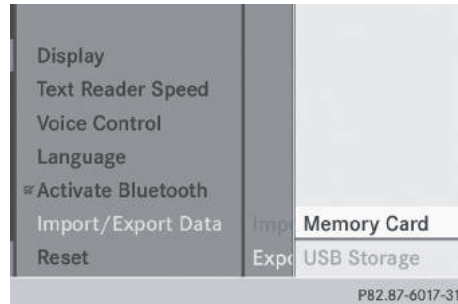 Display
Text Reader Speed
Voice Control
Language
Activate Bluetooth
Import/Export Data
Reset
Memory Card
USB Storage
P82.87-6017-31